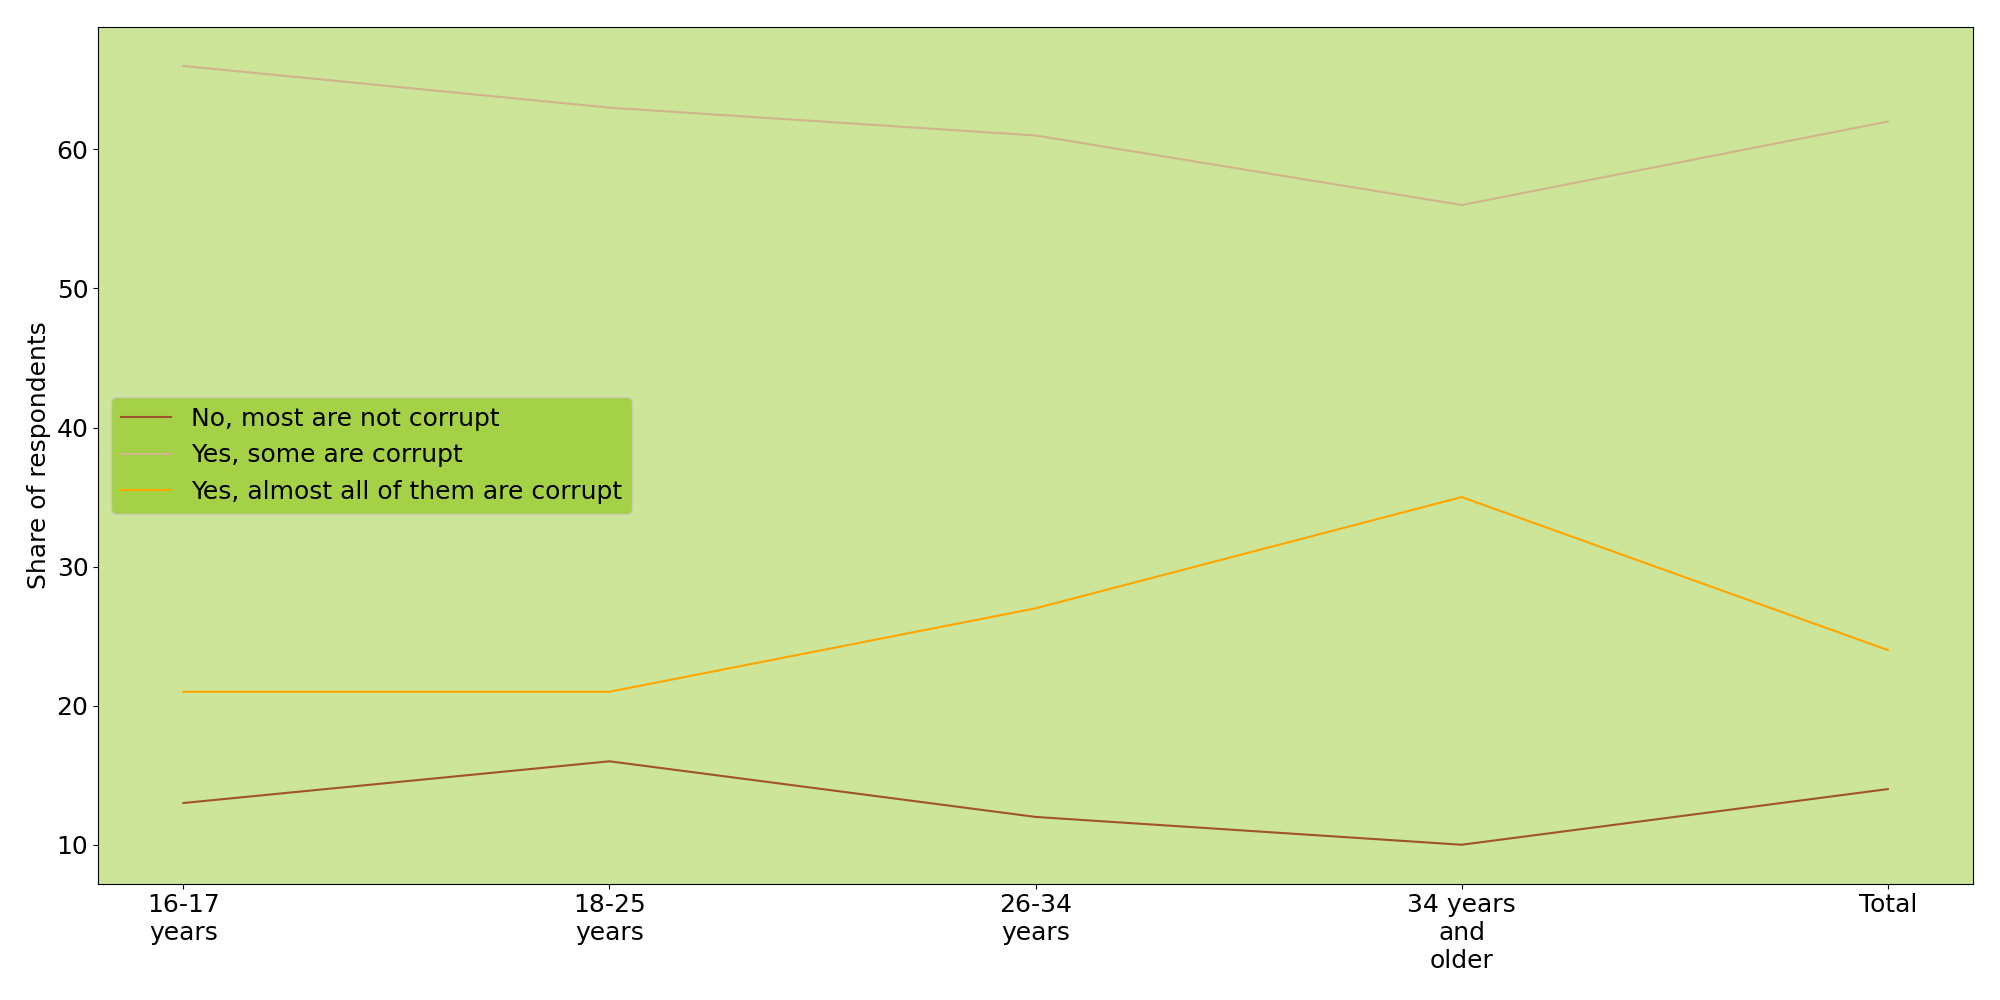 Share of respondents
60
50
40
30
20
10
No, most are not corrupt
Yes, some are corrupt
Yes, almost all of them are corrupt
16-17
years
18-25
years
26-34
years
34 years
and
older
Total